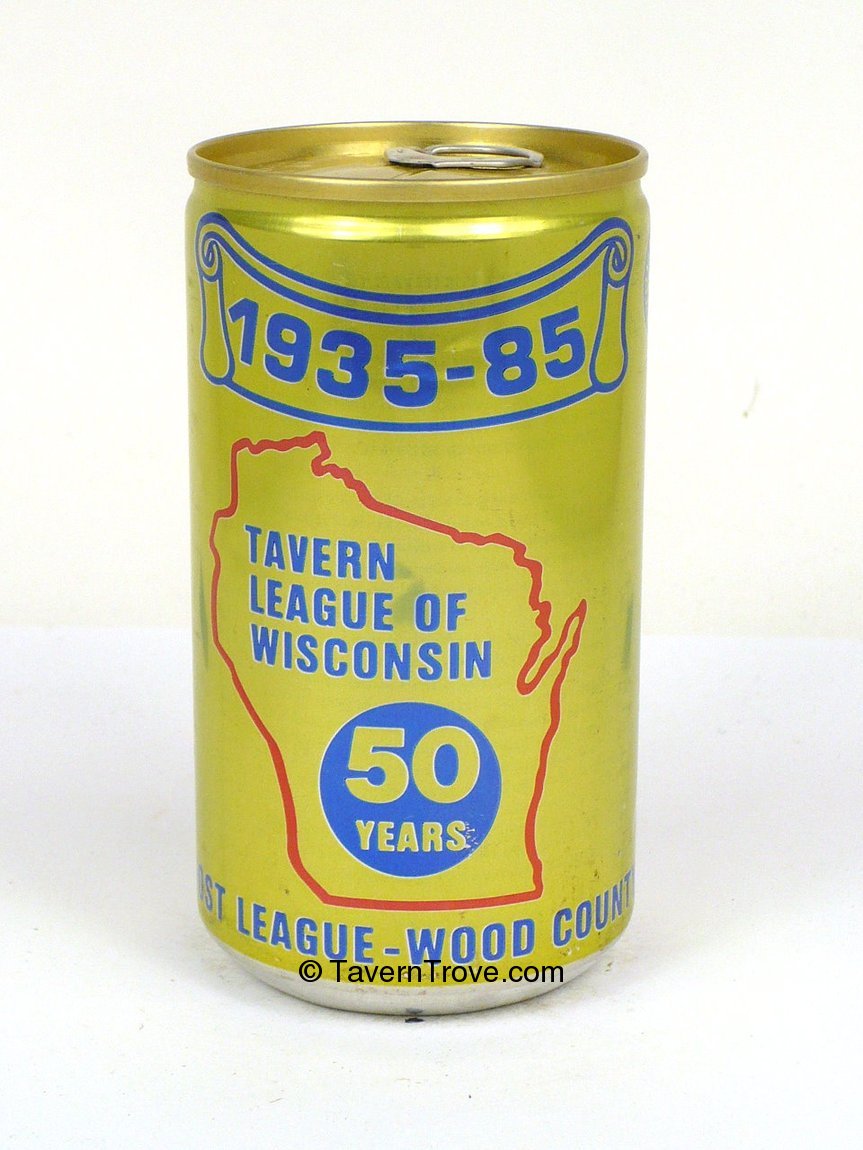 1935-85
TAVERN
LEAGUE OF
WISCONSIN
50
YEARS
LEAGUE-WOOD
© TavernTrove.com